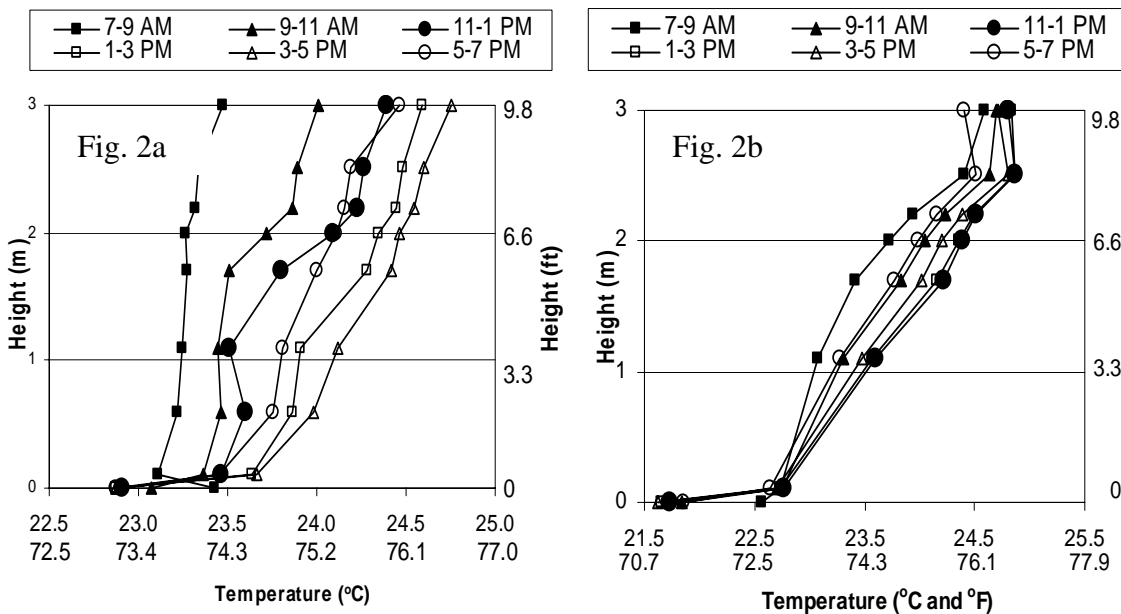 7-9 AM 9-11 AM 11-1 PM
1-3 PM 3-5 PM 5-7 PM
Fig. 2a
Height (m)
3
2
1
0
Height (ft)
9.8
6.6
3.3
0
22.5 23.0 23.5 24.0 24.5 25.0
72.5 73.4 74.3 75.2 76.1 77.0
Temperature (°C)
7-9 AM 9-11 AM 11-1 PM
1-3 PM 3-5 PM 5-7 PM
Fig. 2b
Height (m)
3
2
1
0
9.8
6.6
3.3
0
21.5 22.5 23.5 24.5 25.5
70.7 72.5 74.3 76.1 77.9
Temperature (°C and °F)